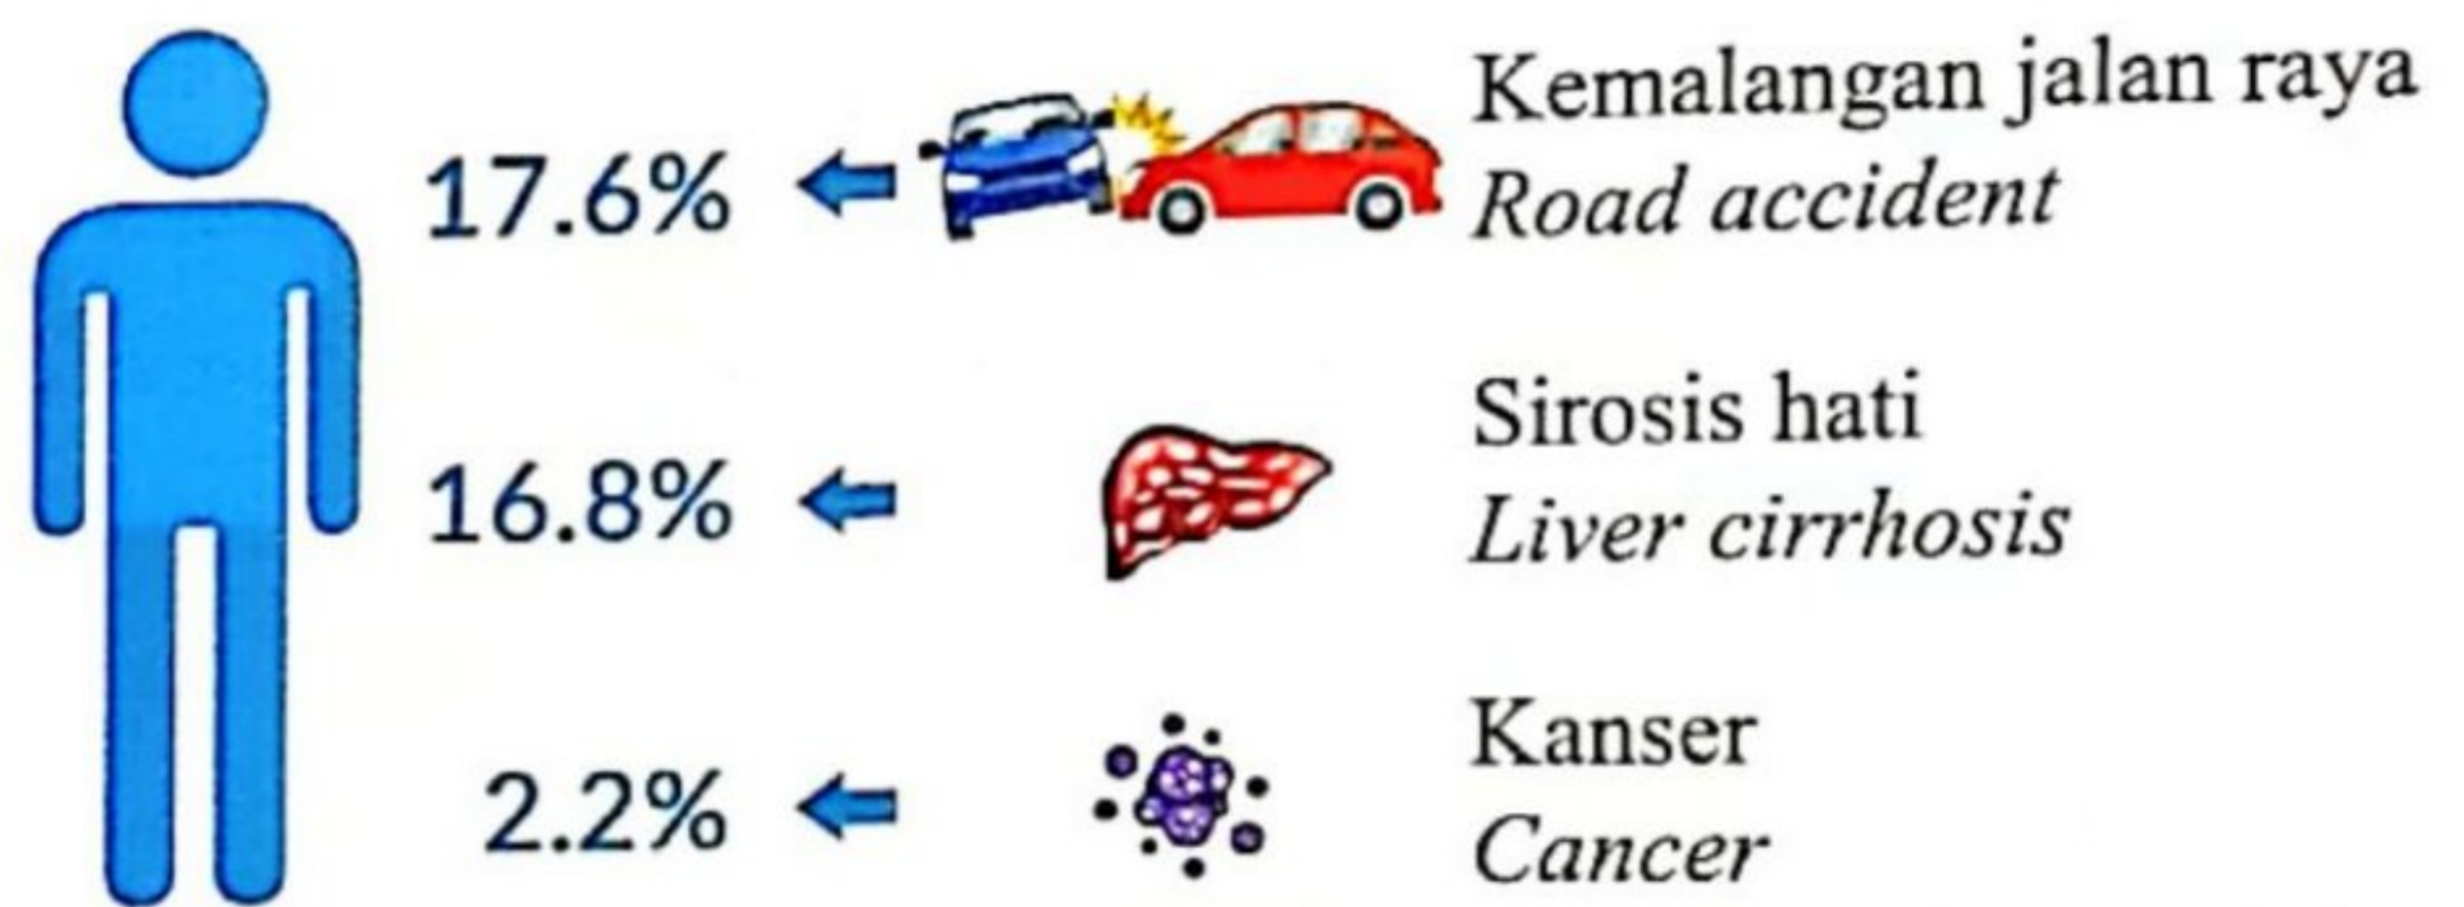 17.6%
Kemalangan jalan raya
Road accident
16.8%
Sirosis hati
Liver cirrhosis
2.2%
Kanser
Cancer